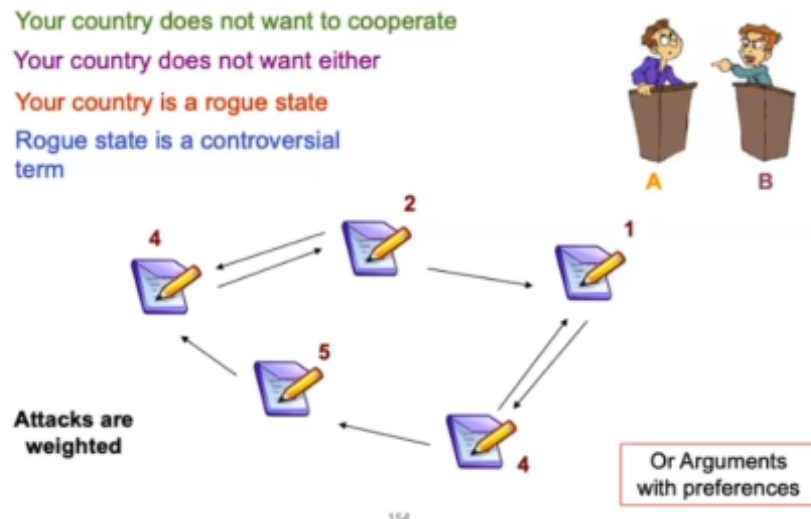 Your country does not want to cooperate
Your country does not want either
Your country is a rogue state
Rogue state is a controversial
term
A
B
2
4
1
5
Attacks are
weighted
4
Or Arguments
with preferences
154